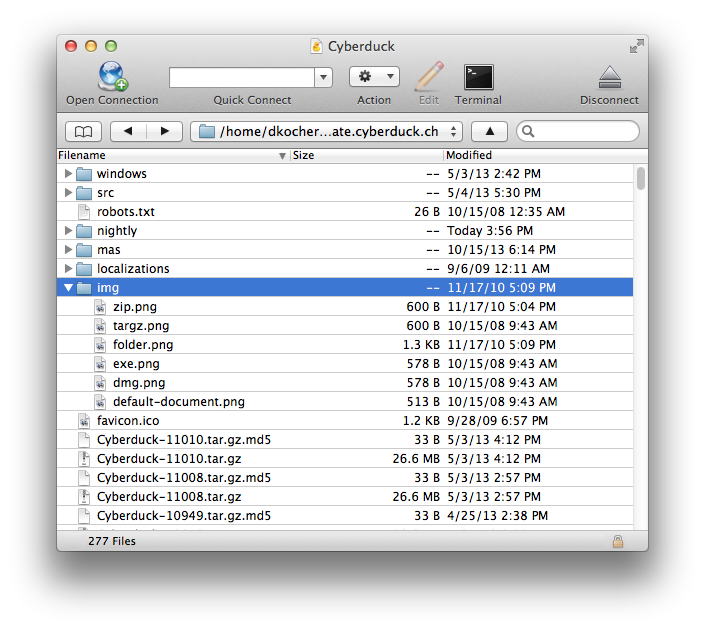 Cyberduck
Open Connection Quick Connect Action Edit Terminal Disconnect
/home/dkocher...ate.cyberduck.ch
Filename Size Modified
windows -- 5/3/13 2:42 PM
src -- 5/4/13 5:30 PM
robots.txt 26 B 10/15/08 12:35 AM
nightly -- Today 3:56 PM
mas -- 10/15/13 6:14 PM
localizations -- 9/6/09 12:11 AM
img -- 11/17/10 5:09 PM
zip.png 600 B 11/17/10 5:04 PM
targz.png 600 B 10/15/08 9:43 AM
folder.png 1.3 KB 11/17/10 5:09 PM
exe.png 578 B 10/15/08 9:43 AM
dmg.png 578 B 10/15/08 9:43 AM
default-document.png 513 B 10/15/08 9:43 AM
favicon.ico 1.2 KB 9/28/09 6:57 PM
Cyberduck-11010.tar.gz.md5 33 B 5/3/13 4:12 PM
Cyberduck-11010.tar.gz 26.6 MB 5/3/13 4:12 PM
Cyberduck-11008.tar.gz.md5 33 B 5/3/13 2:57 PM
Cyberduck-11008.tar.gz 26.6 MB 5/3/13 2:57 PM
Cyberduck-10949.tar.gz.md5 33 B 4/25/13 2:38 PM
277 Files